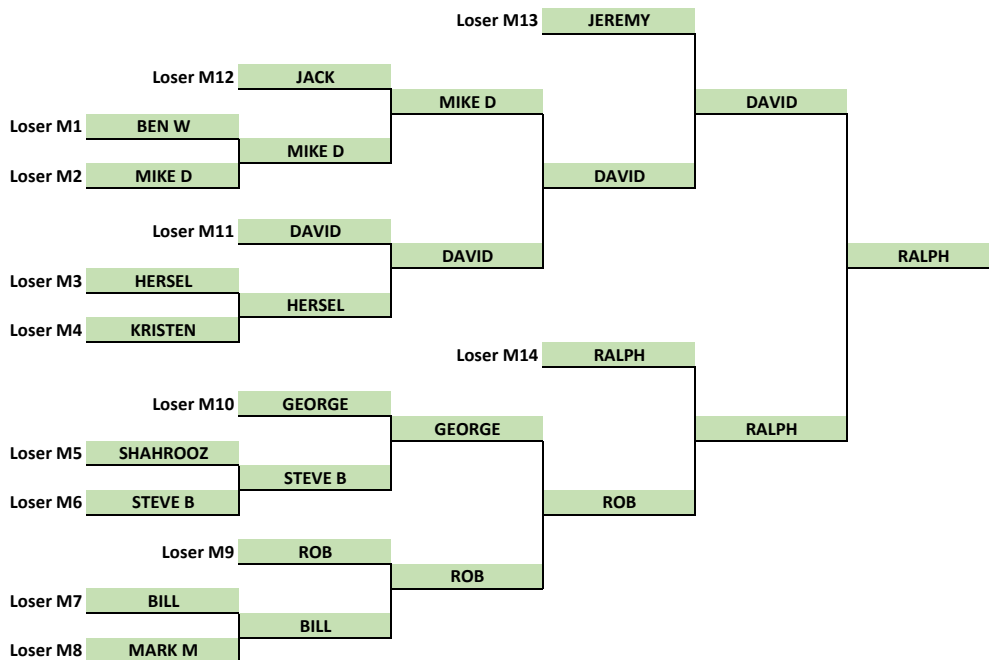 Loser M13 JEREMY
Loser M12 JACK
MIKE D DAVID
Loser M1 BEN W
MIKE D
Loser M2 MIKE D DAVID
Loser M11 DAVID
DAVID RALPH
Loser M3 HERSEL
HERSEL
Loser M4 KRISTEN
Loser M14 RALPH
Loser M10 GEORGE
GEORGE RALPH
Loser M5 SHAHROOZ
STEVE B
Loser M6 STEVE B ROB
Loser M9 ROB
ROB
Loser M7 BILL
BILL
Loser M8 MARK M